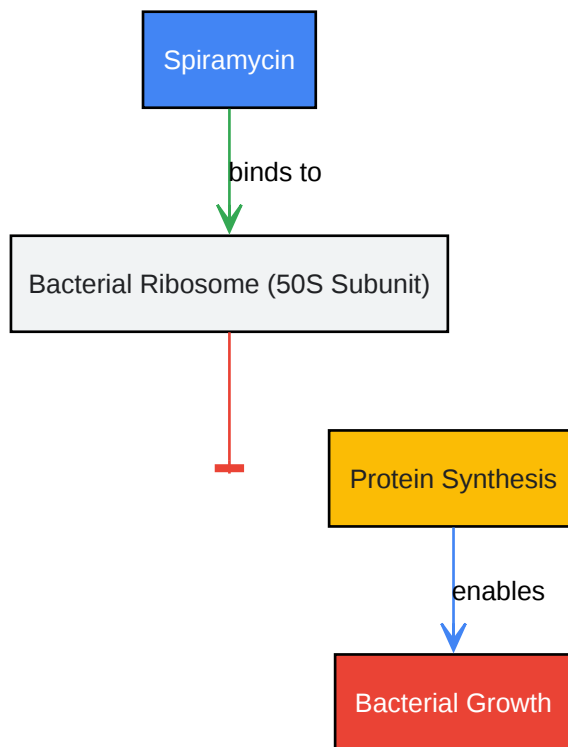 Spiramycin
binds to
Bacterial Ribosome (50S Subunit)
Protein Synthesis
enables
Bacterial Growth